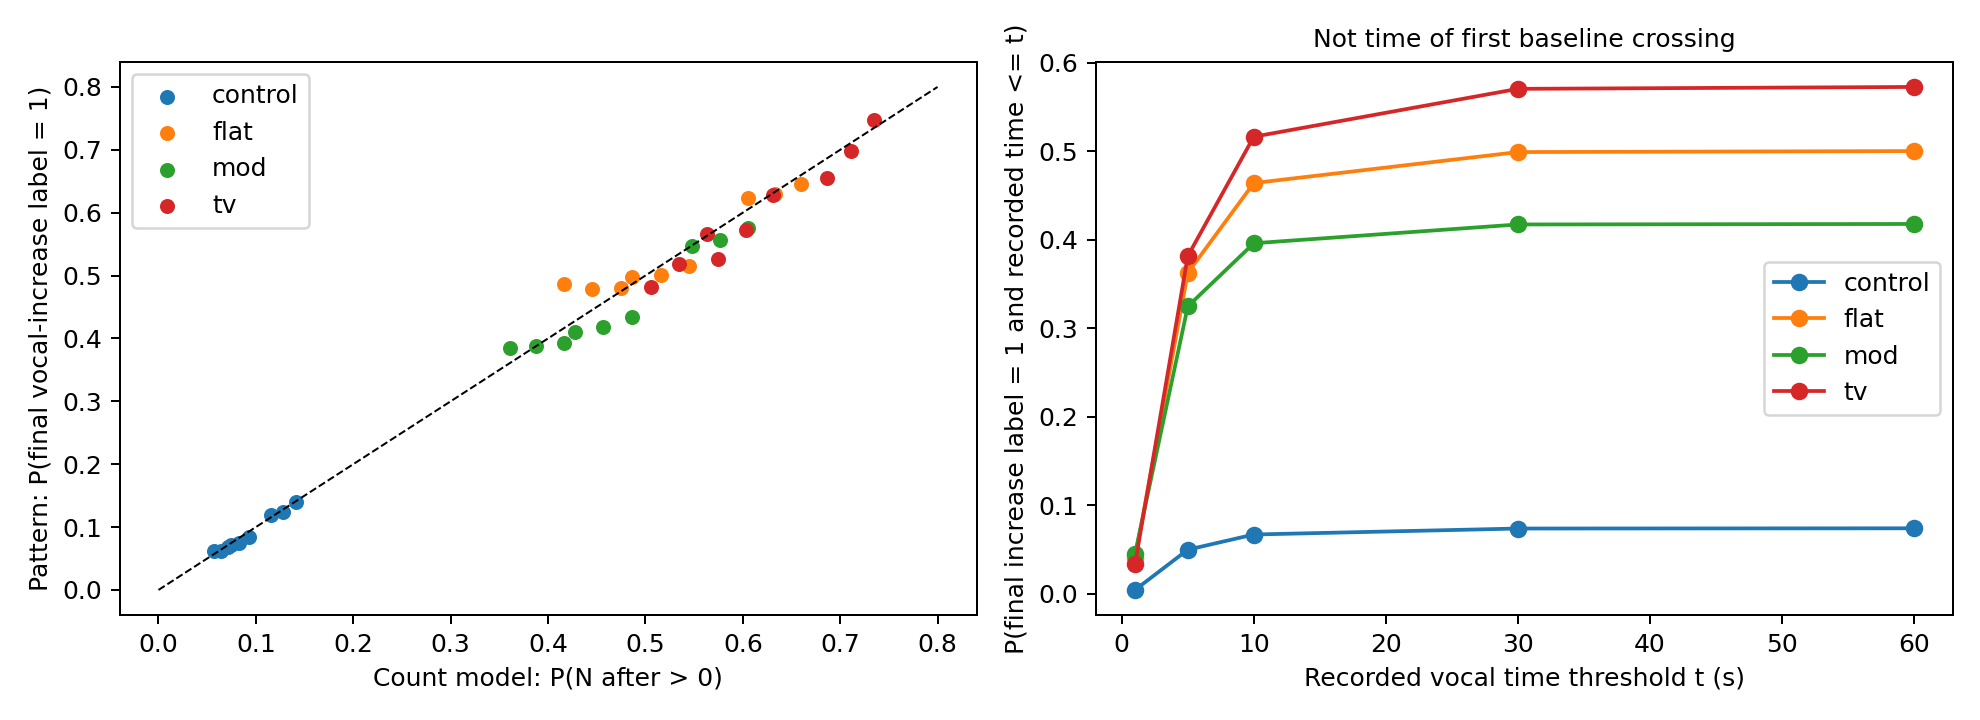 Pattern: P(final vocal-increase label = 1)
0.8
0.7
0.6
0.5
0.4
0.3
0.2
0.1
0.0
control
flat
mod
tv
0.0 0.1 0.2 0.3 0.4 0.5 0.6 0.7 0.8
Count model: P(N after > 0)
Not time of first baseline crossing
P(final increase label = 1 and recorded time <= t)
0.6
0.5
0.4
0.3
0.2
0.1
0.0
control
flat
mod
tv
0 10 20 30 40 50 60
Recorded vocal time threshold t (s)